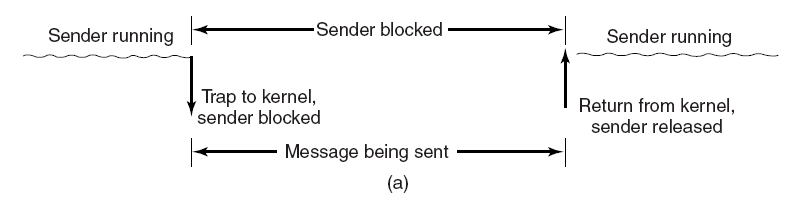 Sender running
Sender blocked
Sender running
Trap to kernel,
sender blocked
Return from kernel,
sender released
Message being sent
(a)